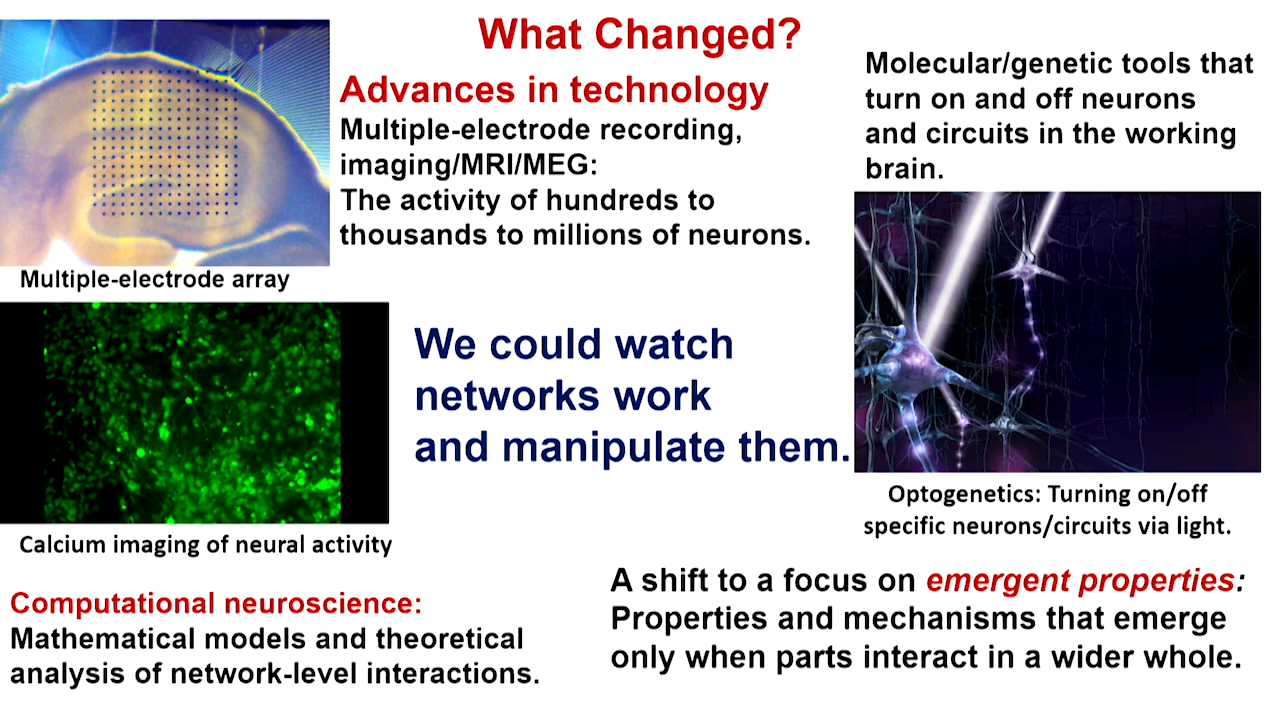 What Changed?
Advances in technology
Multiple-electrode recording,
imaging/MRI/MEG:
The activity of hundreds to
thousands to millions of neurons.
Molecular/genetic tools that
turn on and off neurons
and circuits in the working
brain.
Multiple-electrode array
We could watch
networks work
and manipulate them.
Calcium imaging of neural activity
Optogenetics: Turning on/off
specific neurons/circuits via light.
Computational neuroscience:
Mathematical models and theoretical
analysis of network-level interactions.
A shift to a focus on emergent properties:
Properties and mechanisms that emerge
only when parts interact in a wider whole.